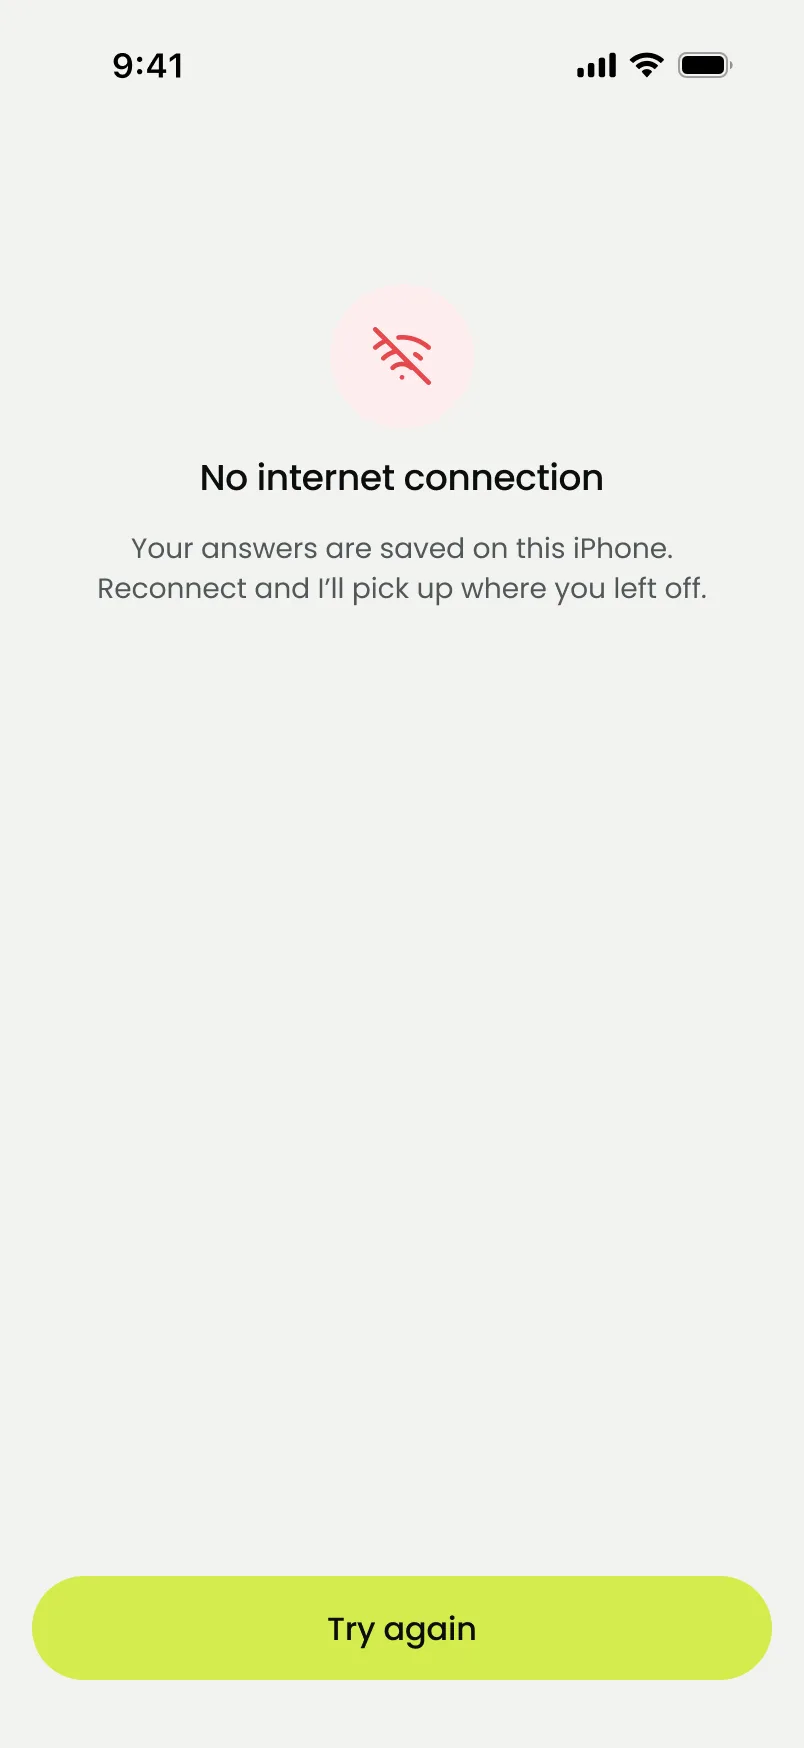 9:41
No internet connection
Your answers are saved on this iPhone.
Reconnect and I’ll pick up where you left off.
Try again